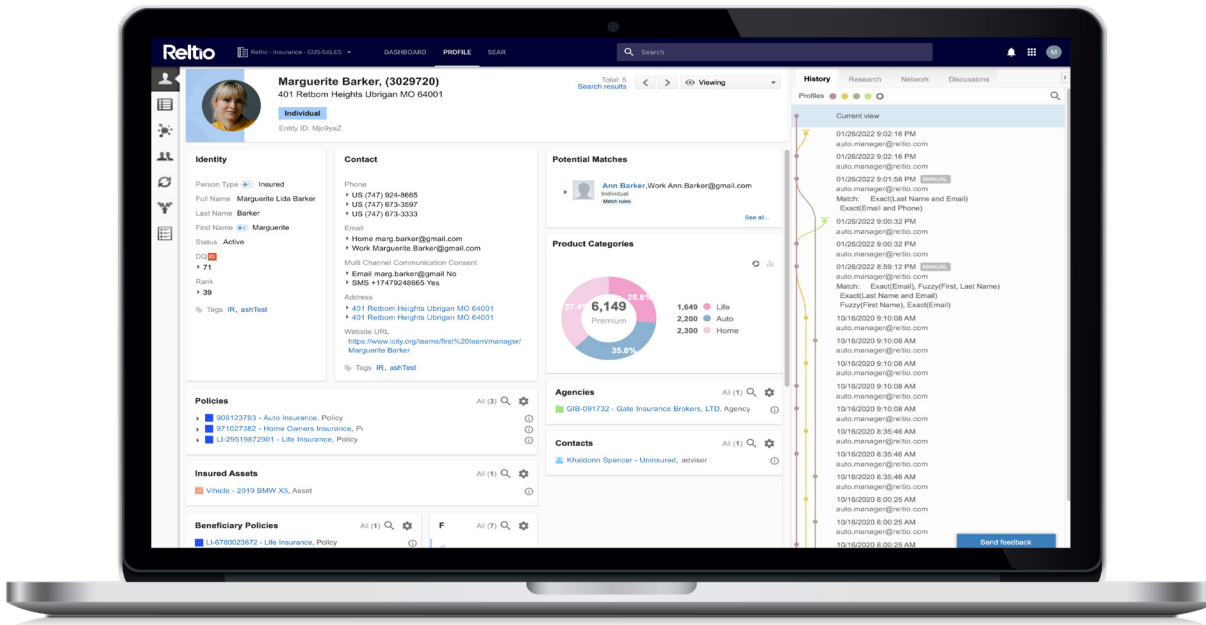 Reltio
Reltio - Insurance - GUS-SALES
DASHBOARD
PROFILE
SEAR
Search
M
Marguerite Barker, (3029720)
401 Retbom Heights Ubrigan MO 64001
Individual
Entity ID: Mjo9yaZ
Total: 5
Search results
Viewing
Identity
Person Type Insured
Full Name Marguerite Lida Barker
Last Name Barker
First Name Marguerite
Status Active
DQ
71
Rank
39
Tags IR, ashTest
Contact
Phone
US (747) 924-8665
US (747) 673-3597
US (747) 673-3333
Email
Home marg.barker@gmail.com
Work Marguerite.Barker@gmail.com
Multi Channel Communication Consent
Email marg.barker@gmail No
SMS +17479248665 Yes
Address
401 Retbom Heights Ubrigan MO 64001
401 Retbom Heights Ubrigan MO 64001
Website URL
https://www.icity.org/teams/first%20team/manager/
Marguerite Barker
Tags IR, ashTest
Potential Matches
Ann Barker,Work Ann.Barker@gmail.com
Individual
Match rules
See all...
Product Categories
37.4%
26.8%
35.8%
6,149
Premium
1,649 Life
2,200 Auto
2,300 Home
Policies
All (3)
908123793 - Auto Insurance, Policy
971027382 - Home Owners Insurance, P
LI-29519872901 - Life Insurance, Policy
Insured Assets
All (1)
Vihicle - 2019 BMW X5, Asset
Beneficiary Policies
All (1)
LI-6780023672 - Life Insurance, Policy
F
All (7)
Agencies
All (1)
GIB-091732 - Gate Insurance Brokers, LTD, Agency
Contacts
All (1)
Khaldonn Spencer - Uninsured, advisor
History
Research
Network
Discussions
Profiles
Current view
01/26/2022 9:02:16 PM
auto.manager@reltio.com
01/26/2022 9:02:16 PM
auto.manager@reltio.com
01/26/2022 9:01:58 PM MANUAL
auto.manager@reltio.com
Match: Exact(Last Name and Email)
Exact(Email and Phone)
01/26/2022 9:00:32 PM
auto.manager@reltio.com
01/26/2022 9:00:32 PM
auto.manager@reltio.com
01/26/2022 8:59:12 PM MANUAL
auto.manager@reltio.com
Match: Exact(Email), Fuzzy(First, Last Name)
Exact(Last Name and Email)
Fuzzy(First Name), Exact(Email)
10/16/2020 9:10:08 AM
auto.manager@reltio.com
10/16/2020 9:10:08 AM
auto.manager@reltio.com
10/16/2020 9:10:08 AM
auto.manager@reltio.com
10/16/2020 9:10:08 AM
auto.manager@reltio.com
10/16/2020 9:10:08 AM
auto.manager@reltio.com
10/16/2020 8:35:46 AM
auto.manager@reltio.com
10/16/2020 8:35:46 AM
auto.manager@reltio.com
10/16/2020 8:35:46 AM
auto.manager@reltio.com
10/16/2020 8:00:25 AM
auto.manager@reltio.com
10/16/2020 8:00:25 AM
auto.manager@reltio.com
10/16/2020 8:00:25 AM
Send feedback